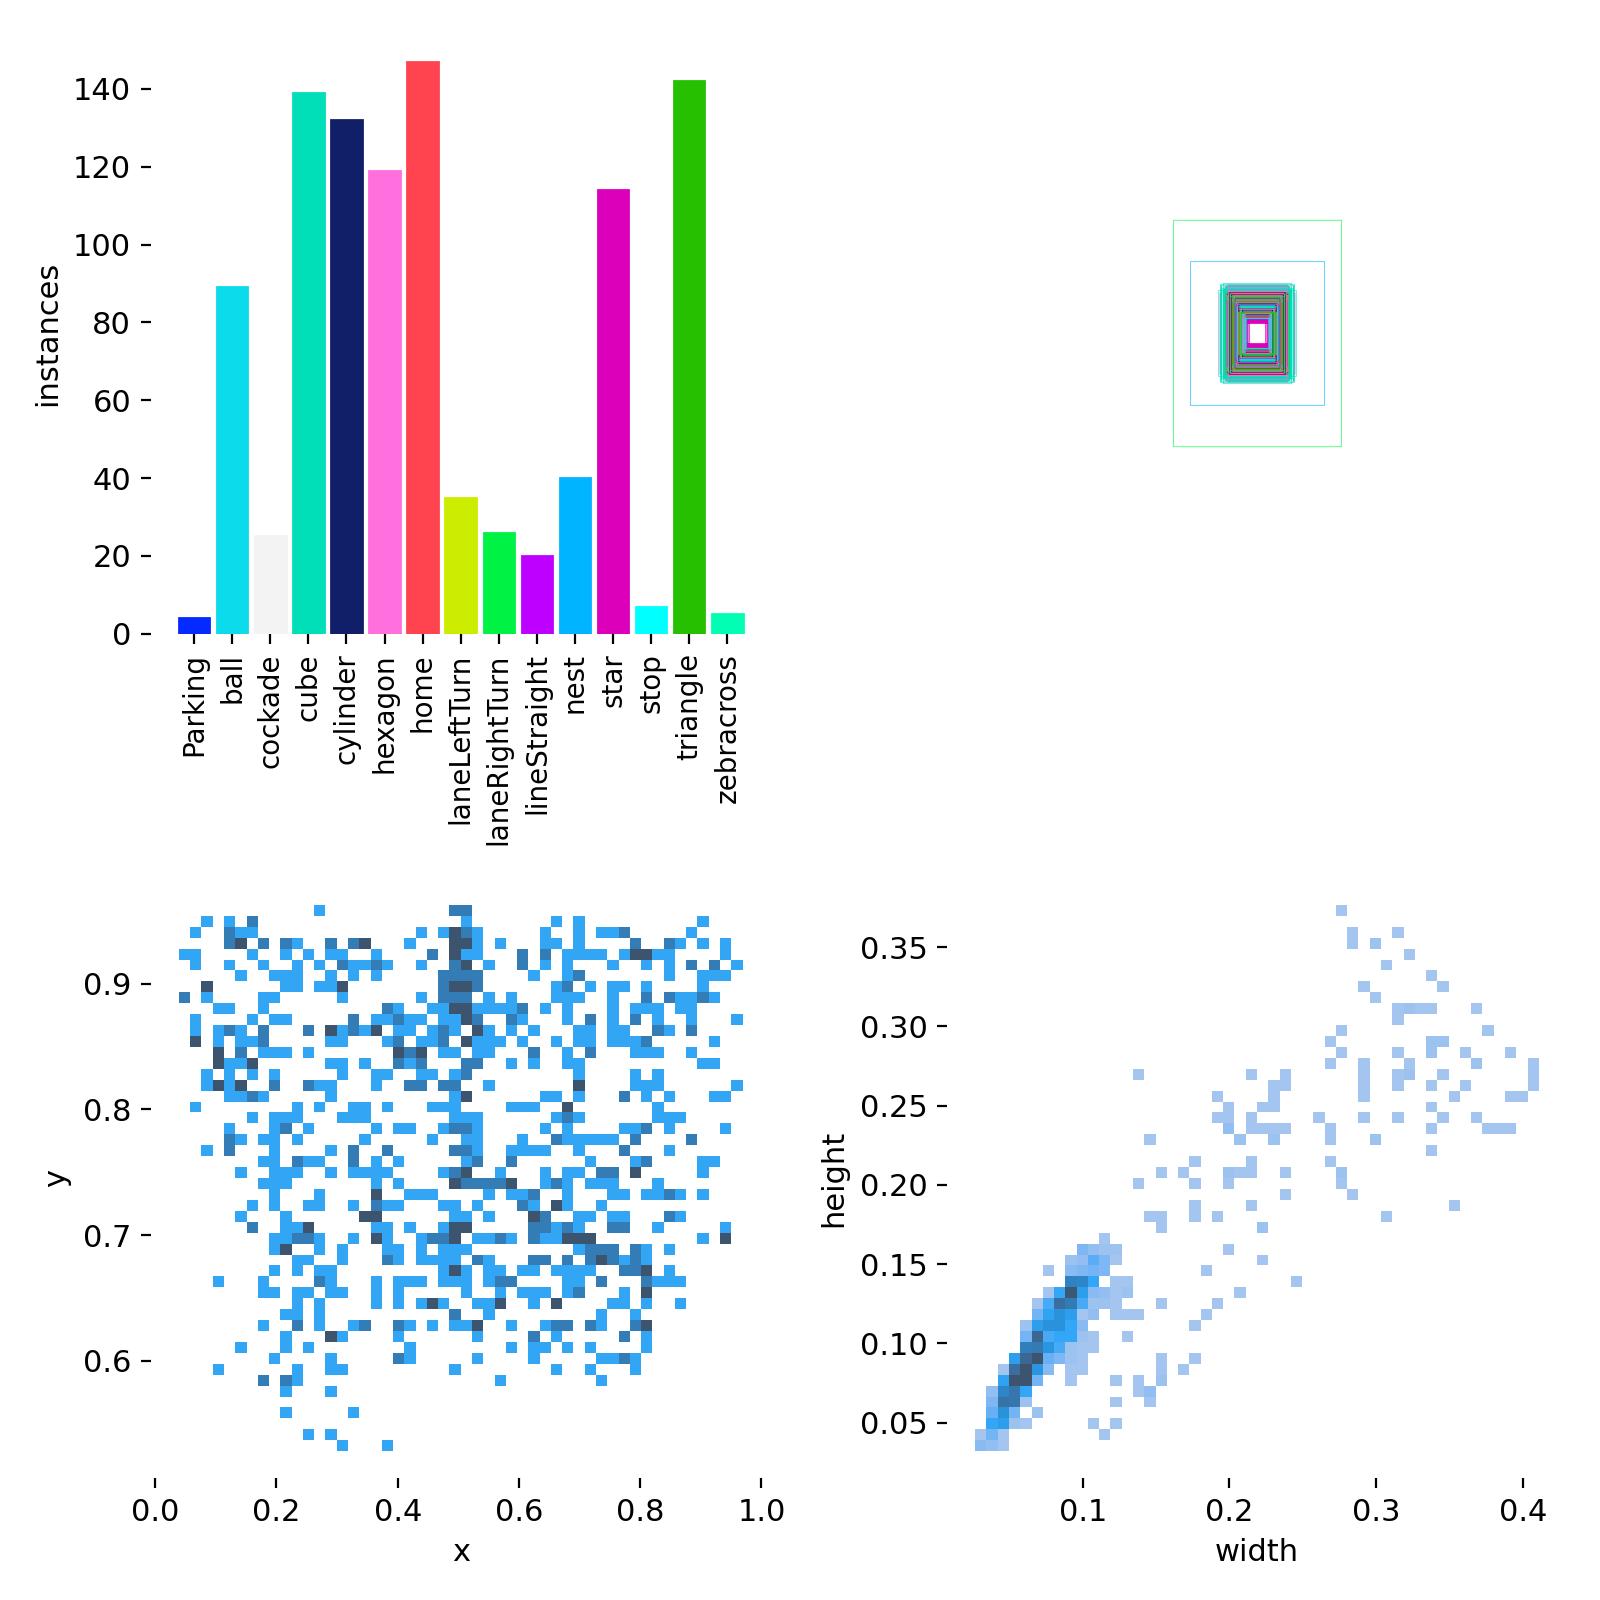 instances
140
120
100
80
60
40
20
0
Parking
ball
cockade
cube
cylinder
hexagon
home
laneLeftTurn
laneRightTurn
lineStraight
nest
star
stop
triangle
zebracross
y
0.9
0.8
0.7
0.6
0.0 0.2 0.4 0.6 0.8 1.0
x
height
0.35
0.30
0.25
0.20
0.15
0.10
0.05
0.1 0.2 0.3 0.4
width